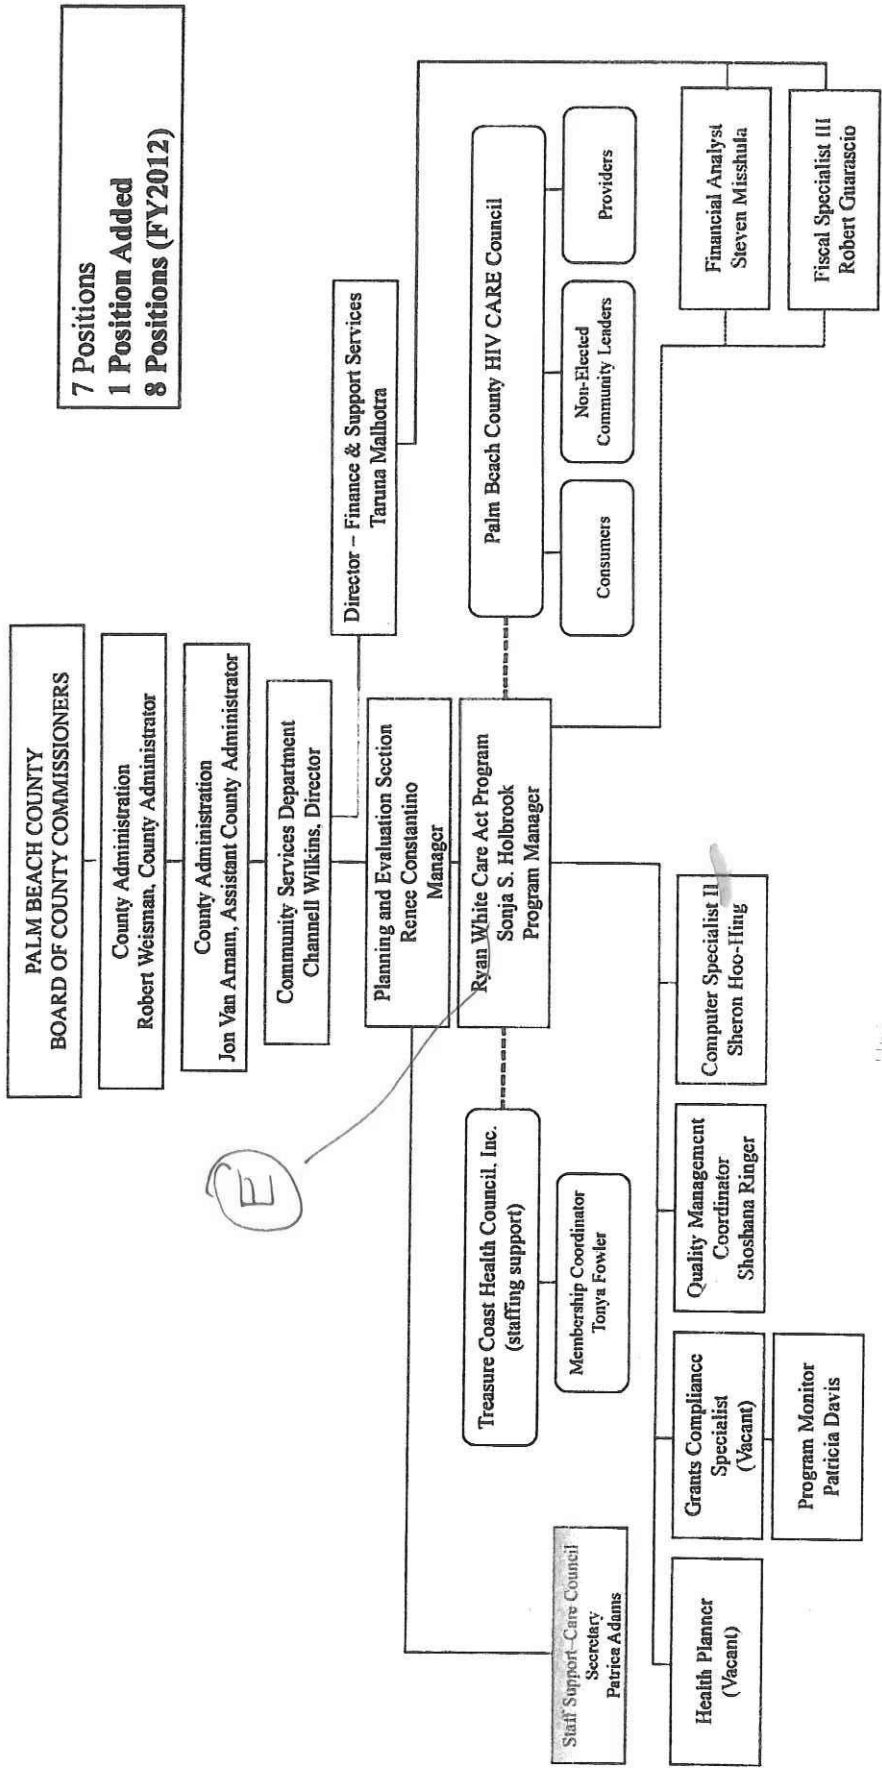 7 Positions
1 Position Added
8 Positions (FY2012)
PALM BEACH COUNTY
BOARD OF COUNTY COMMISSIONERS
County Administration
Robert Weisman, County Administrator
County Administration
Jon Van Arnam, Assistant County Administrator
Community Services Department
Channell Wilkins, Director
Director – Finance & Support Services
Taruna Malhotra
Planning and Evaluation Section
Renee Constantino
Manager
E
Ryan White Care Act Program
Sonja S. Holbrook
Program Manager
Treasure Coast Health Council, Inc.
(staffing support)
Membership Coordinator
Tonya Fowler
Palm Beach County HIV CARE Council
Consumers
Non-Elected
Community Leaders
Providers
Staff Support–Care Council
Secretary
Patrica Adams
Health Planner
(Vacant)
Grants Compliance
Specialist
(Vacant)
Program Monitor
Patricia Davis
Quality Management
Coordinator
Shoshana Ringer
Computer Specialist II
Sheron Hoo-Hing
Financial Analyst
Steven Misshula
Fiscal Specialist III
Robert Guarascio